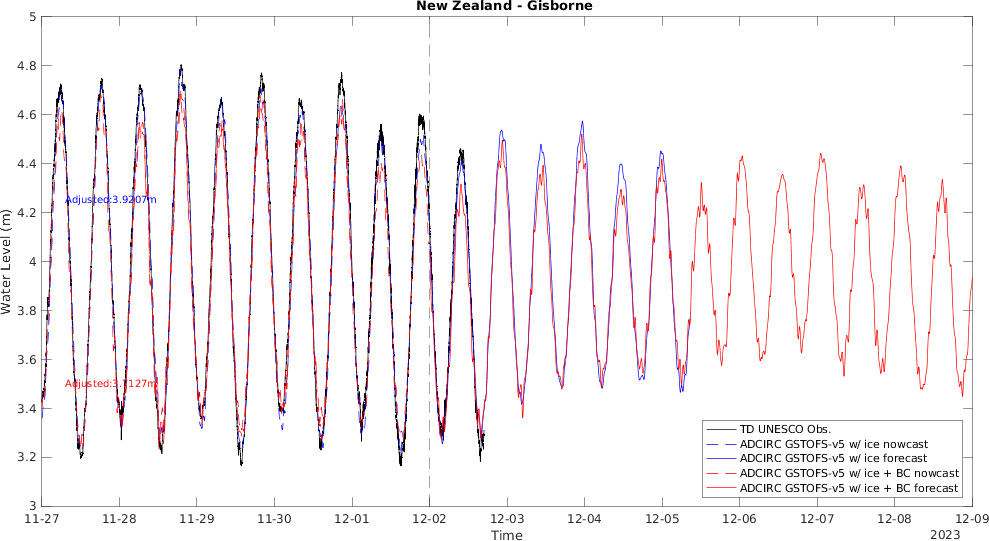 New Zealand - Gisborne
5
4.8
4.6
4.4
4.2
4
3.8
3.6
3.4
3.2
3
Water Level (m)
Adjusted:3.9207m
Adjusted:3.7127m
TD UNESCO Obs.
ADCIRC GSTOFS-v5 w/ ice nowcast
ADCIRC GSTOFS-v5 w/ ice forecast
ADCIRC GSTOFS-v5 w/ ice + BC nowcast
ADCIRC GSTOFS-v5 w/ ice + BC forecast
11-27 11-28 11-29 11-30 12-01 12-02 12-03 12-04 12-05 12-06 12-07 12-08 12-09
Time
2023